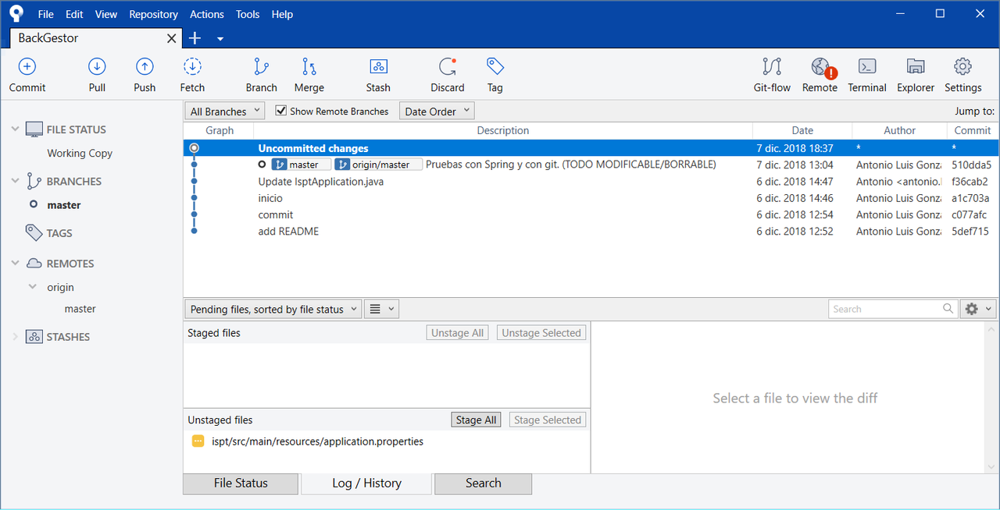 File Edit View Repository Actions Tools Help
BackGestor
Commit Pull Push Fetch Branch Merge Stash Discard Tag Git-flow Remote Terminal Explorer Settings
All Branches Show Remote Branches Date Order Jump to:
FILE STATUS
Working Copy
BRANCHES
master
TAGS
REMOTES
origin
master
STASHES
Graph Description Date Author Commit
Uncommitted changes 7 dic. 2018 18:37 * *
master origin/master Pruebas con Spring y con git. (TODO MODIFICABLE/BORRABLE) 7 dic. 2018 13:04 Antonio Luis Gonza 510dda5
Update IsptApplication.java 6 dic. 2018 14:47 Antonio <antonio.l f36cab2
inicio 6 dic. 2018 14:46 Antonio Luis Gonza a1c703a
commit 6 dic. 2018 12:54 Antonio Luis Gonza c077afc
add README 6 dic. 2018 12:52 Antonio Luis Gonza 5def715
Pending files, sorted by file status Search
Staged files Unstage All Unstage Selected
Select a file to view the diff
Unstaged files Stage All Stage Selected
ispt/src/main/resources/application.properties
File Status Log / History Search